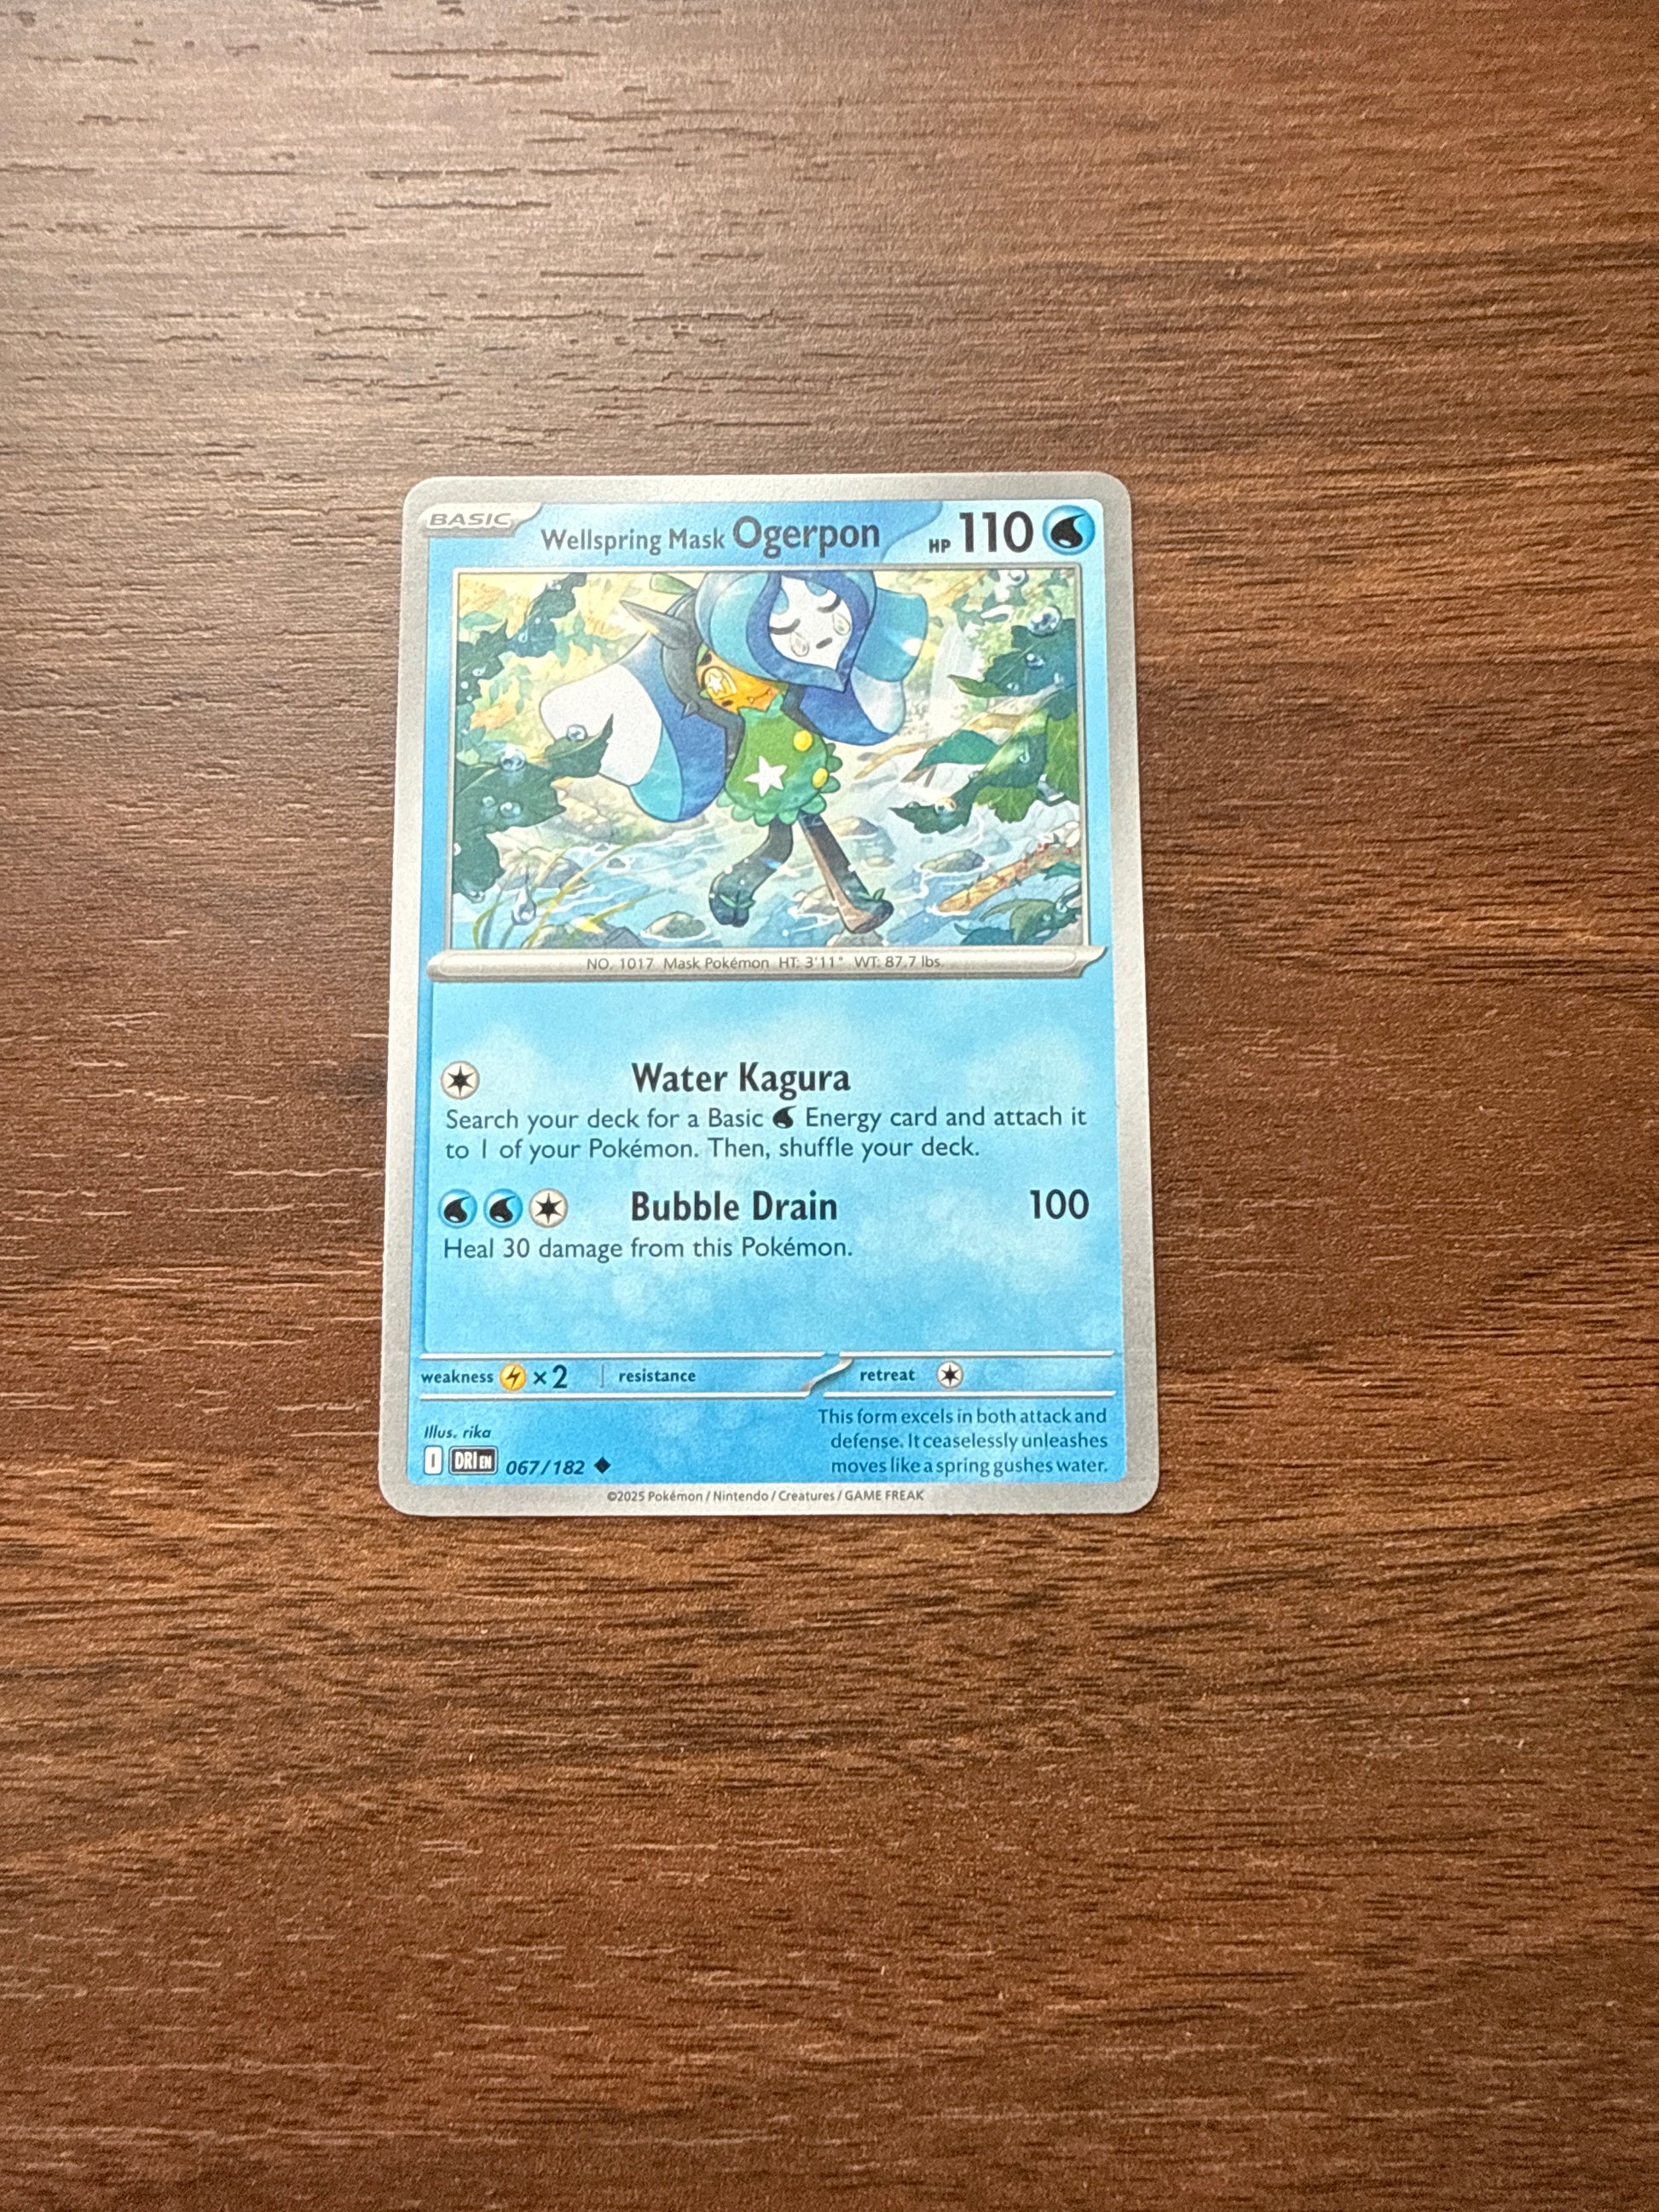 BASIC
Wellspring Mask Ogerpon HP 110
NO. 1017 Mask Pokémon HT: 3'11" WT: 87.7 lbs.
Water Kagura
Search your deck for a Basic Energy card and attach it
to 1 of your Pokémon. Then, shuffle your deck.
Bubble Drain 100
Heal 30 damage from this Pokémon.
weakness ×2 resistance retreat
Illus. rika
I DRI EN 067/182
This form excels in both attack and
defense. It ceaselessly unleashes
moves like a spring gushes water.
©2025 Pokémon / Nintendo / Creatures / GAME FREAK